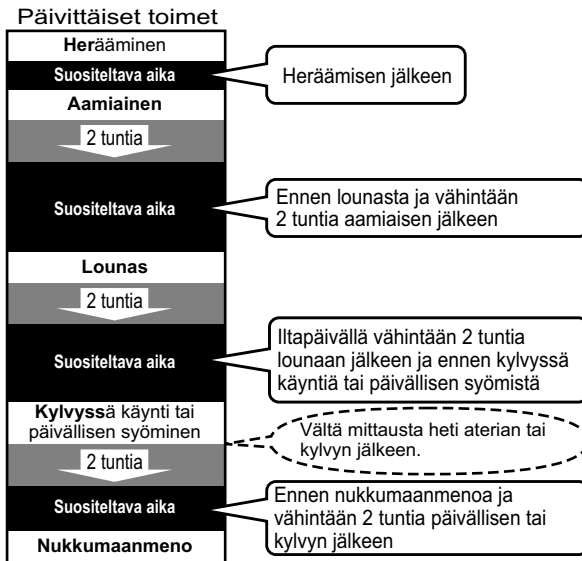 Päivittäiset toimet
Herääminen
Suositeltava aika
Heräämisen jälkeen
Aamiainen
2 tuntia
Suositeltava aika
Ennen lounasta ja vähintään
2 tuntia aamiaisen jälkeen
Lounas
2 tuntia
Suositeltava aika
Iltapäivällä vähintään 2 tuntia
lounaan jälkeen ja ennen kylvyssä
käyntiä tai päivällisen syömistä
Kylvyssä käynti tai
päivällisen syöminen
Vältä mittausta heti aterian tai
kylvyn jälkeen.
2 tuntia
Suositeltava aika
Ennen nukkumaanmenoa ja
vähintään 2 tuntia päivällisen tai
kylvyn jälkeen
Nukkumaanmeno